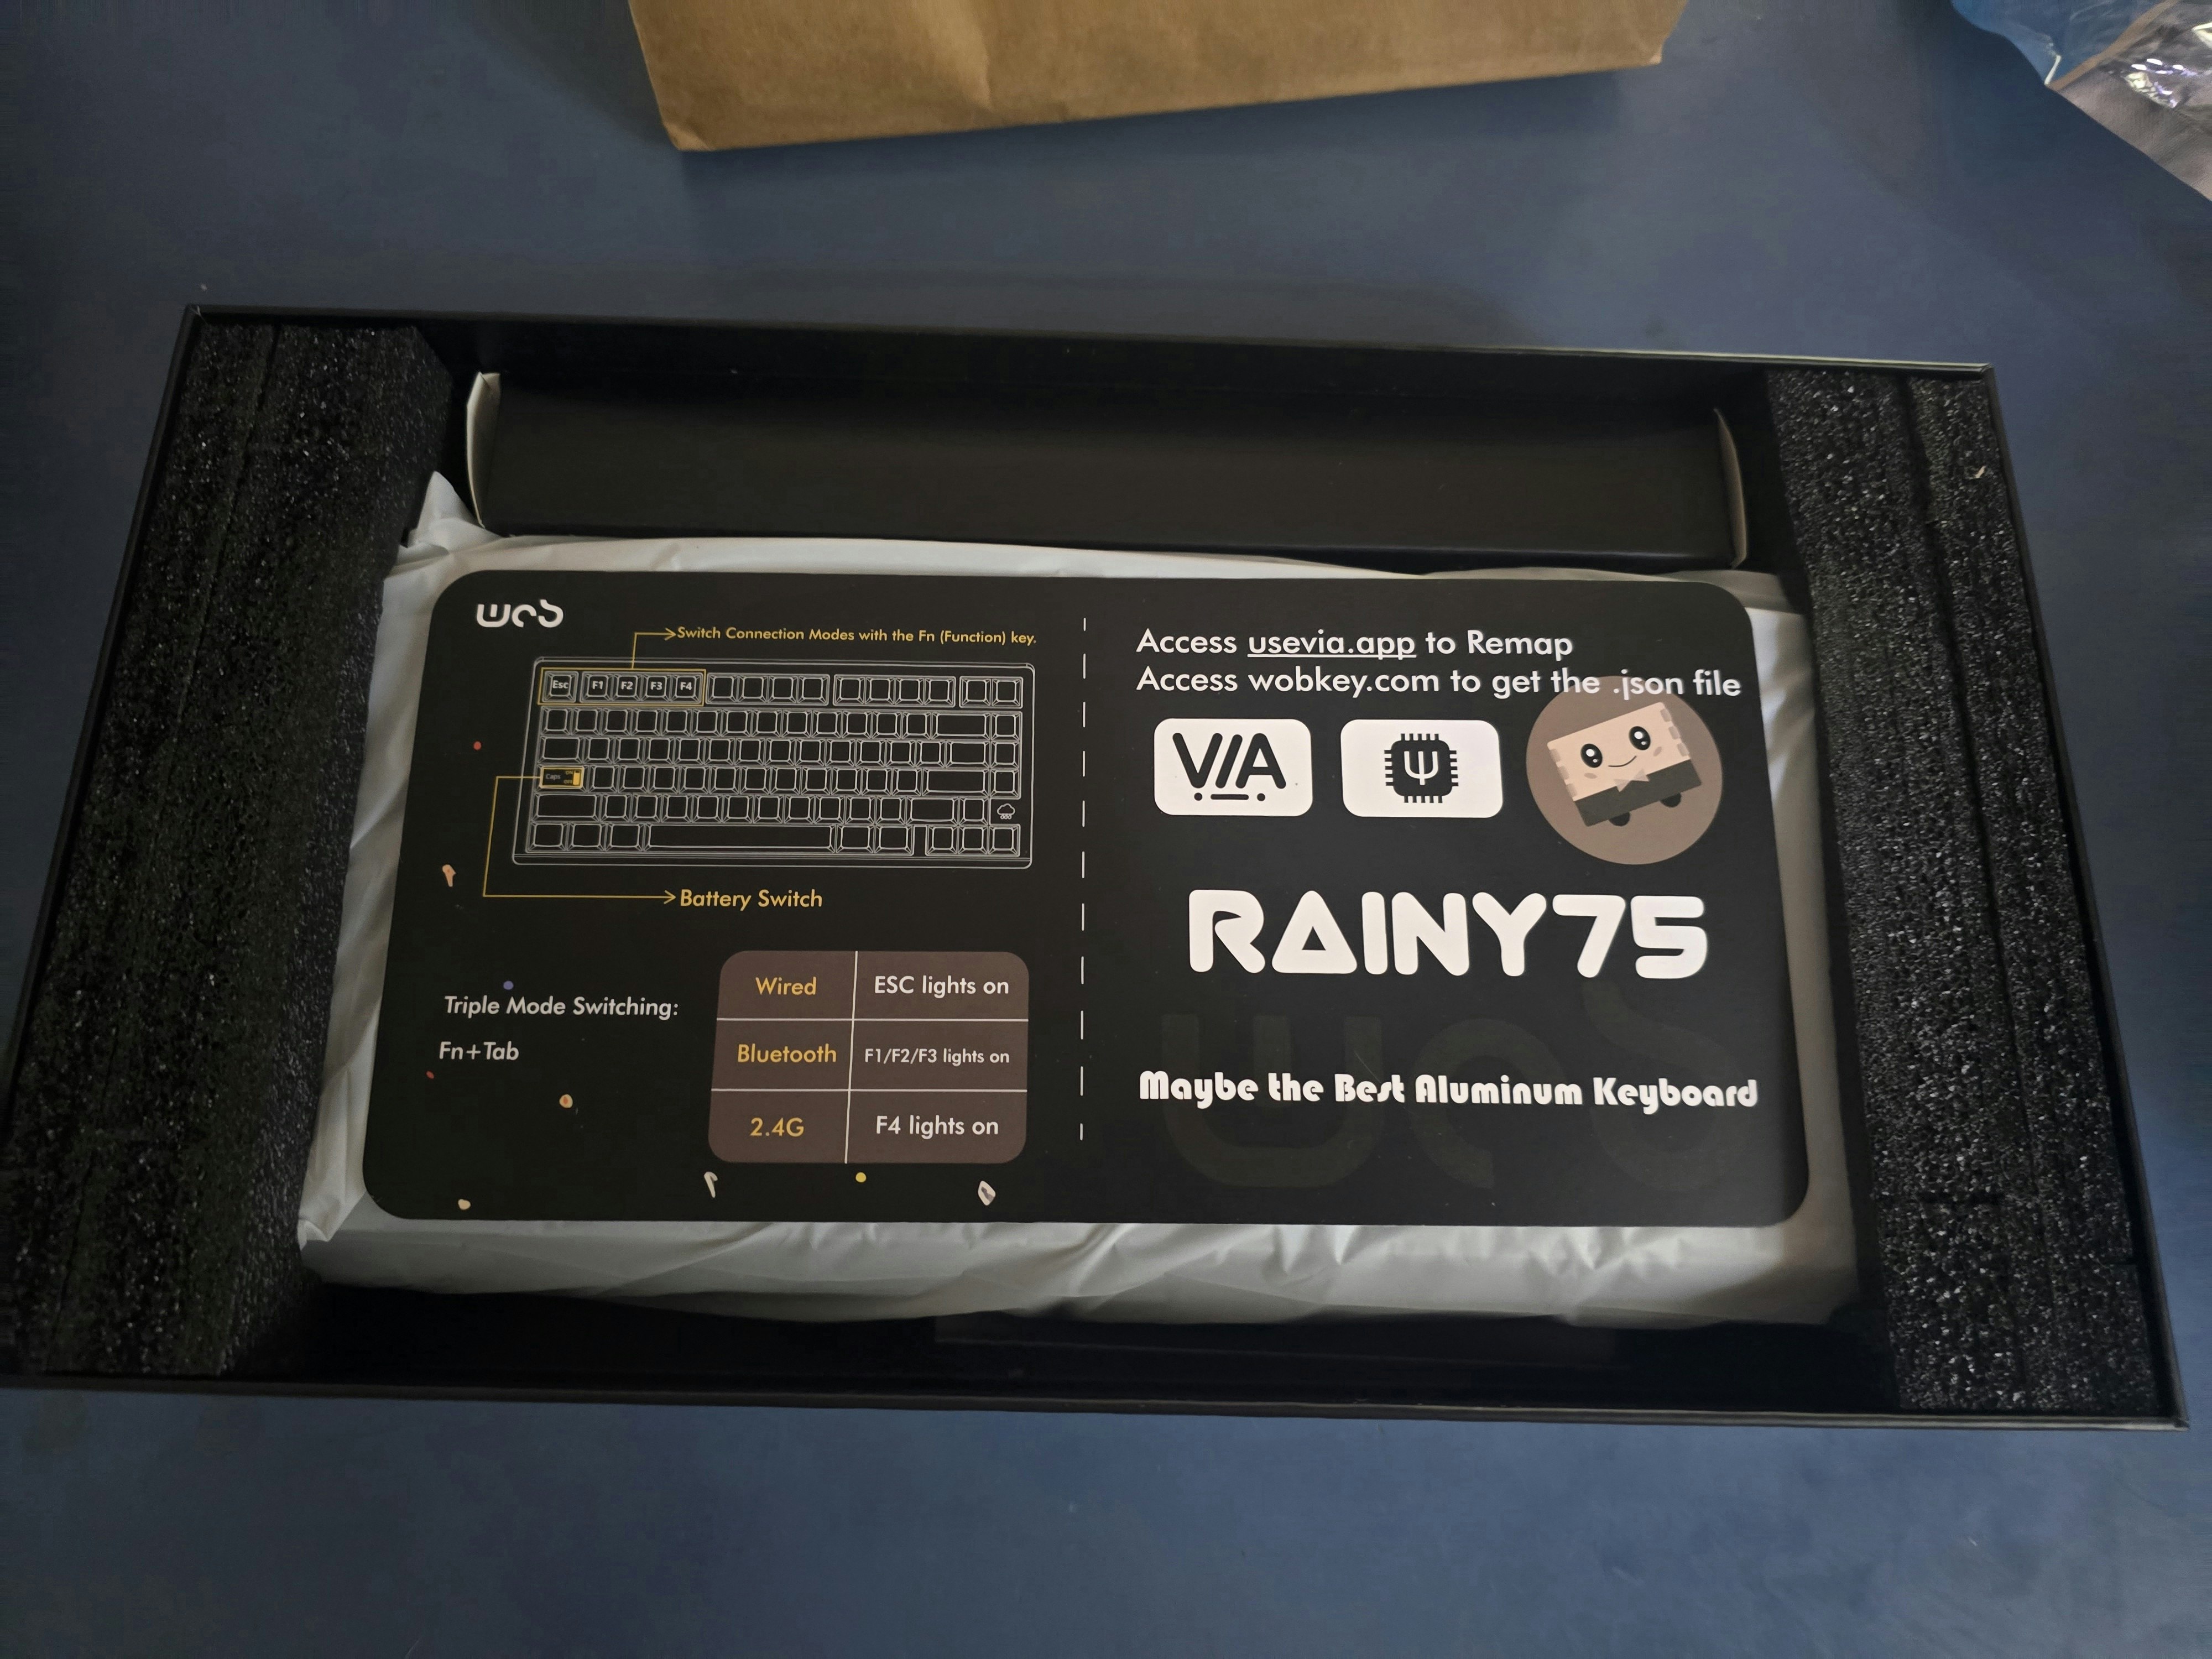 wob
Switch Connection Modes with the Fn (Function) key.
Esc F1 F2 F3 F4
Caps
Battery Switch
Triple Mode Switching:
Fn+Tab
Wired ESC lights on
Bluetooth F1/F2/F3 lights on
2.4G F4 lights on
Access usevia.app to Remap
Access wobkey.com to get the .json file
VIA
RAINY75
wob
Maybe the Best Aluminum Keyboard